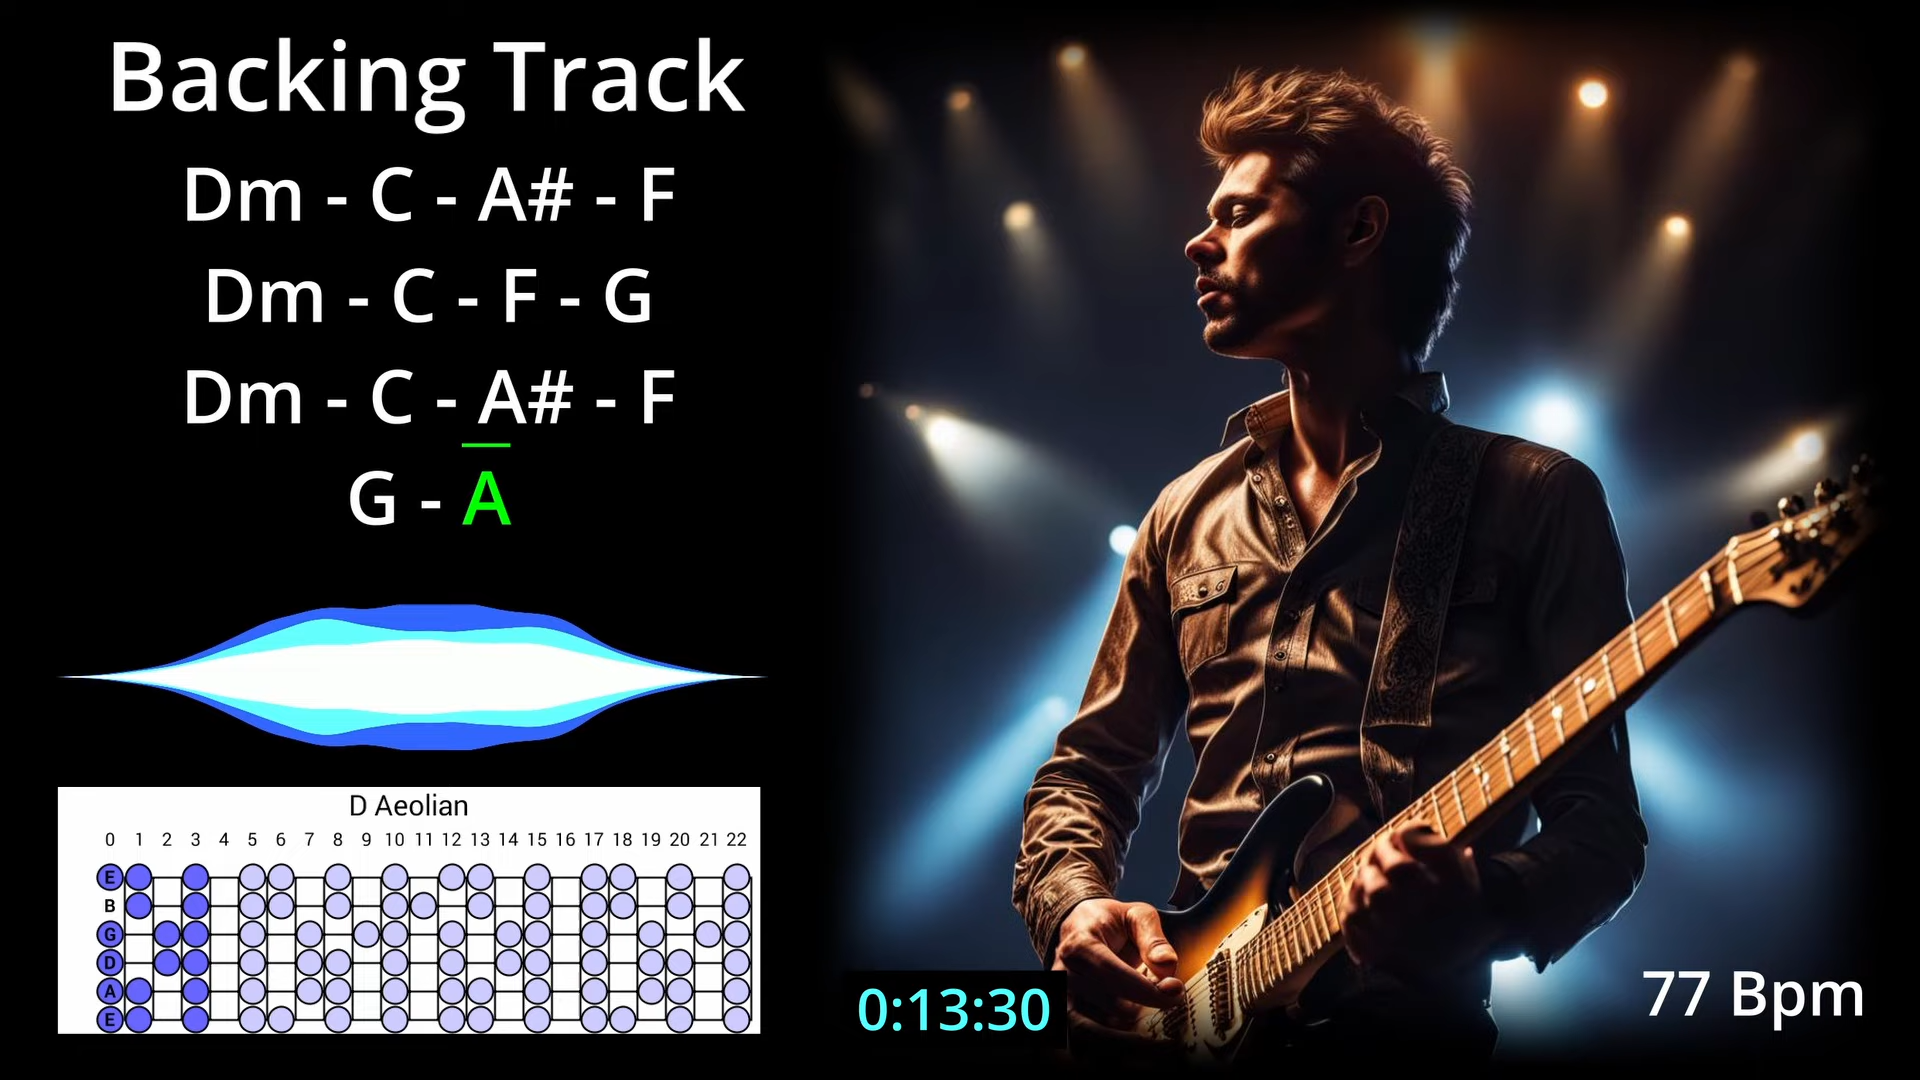 Backing Track
Dm - C - A# - F
Dm - C - F - G
Dm - C - A# - F
G - A
D Aeolian
0 1 2 3 4 5 6 7 8 9 10 11 12 13 14 15 16 17 18 19 20 21 22
E
B
G
D
A
E
0:13:30
77 Bpm